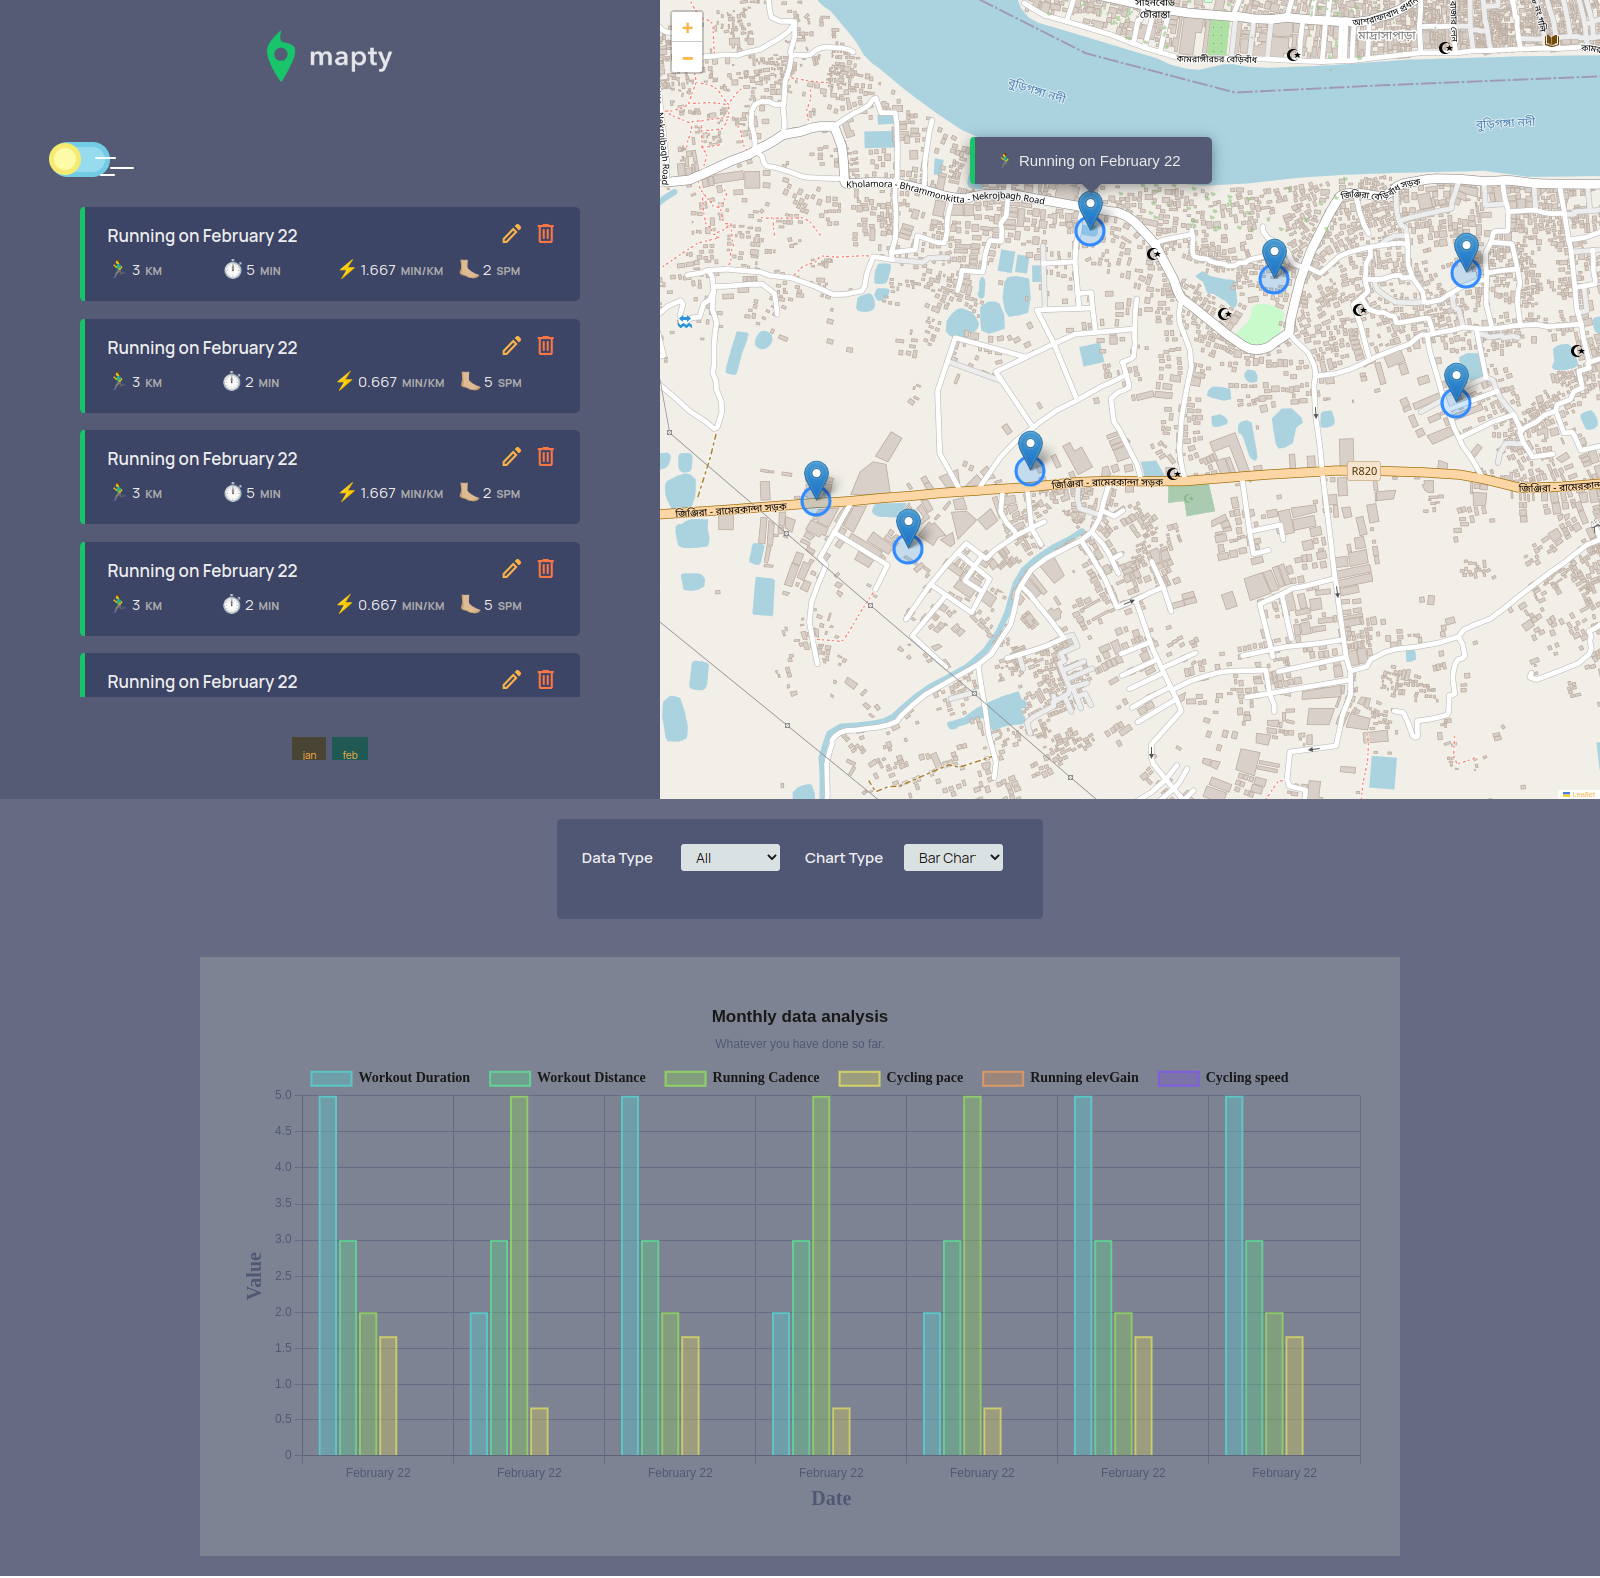 mapty
Running on February 22
3 KM 5 MIN 1.667 MIN/KM 2 SPM
Running on February 22
3 KM 2 MIN 0.667 MIN/KM 5 SPM
Running on February 22
3 KM 5 MIN 1.667 MIN/KM 2 SPM
Running on February 22
3 KM 2 MIN 0.667 MIN/KM 5 SPM
Running on February 22
jan feb
+
−
চৌরাস্তা
মাদ্রাসাপাড়া
কামরাঙ্গীরচর বেড়িবাঁধ
বুড়িগঙ্গা নদী
বুড়িগঙ্গা নদী
Running on February 22
Nekrojbagh Road
Kholamora - Bhrammonkitta - Nekrojbagh Road
জিঞ্জিরা বেড়িবাঁধ সড়ক
R820
জিঞ্জিরা - রামেরকান্দা সড়ক
জিঞ্জিরা - রামেরকান্দা সড়ক
Leaflet
Data Type All Chart Type Bar Char
Monthly data analysis
Whatever you have done so far.
Workout Duration Workout Distance Running Cadence Cycling pace Running elevGain Cycling speed
5.0
4.5
4.0
3.5
3.0
2.5
2.0
1.5
1.0
0.5
0
Value
February 22 February 22 February 22 February 22 February 22 February 22 February 22
Date